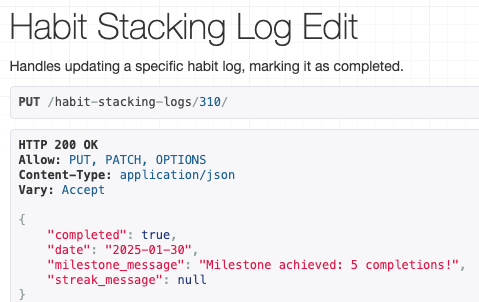 Habit Stacking Log Edit
Handles updating a specific habit log, marking it as completed.
PUT /habit-stacking-logs/310/
HTTP 200 OK
Allow: PUT, PATCH, OPTIONS
Content-Type: application/json
Vary: Accept
{
    "completed": true,
    "date": "2025-01-30",
    "milestone_message": "Milestone achieved: 5 completions!",
    "streak_message": null
}